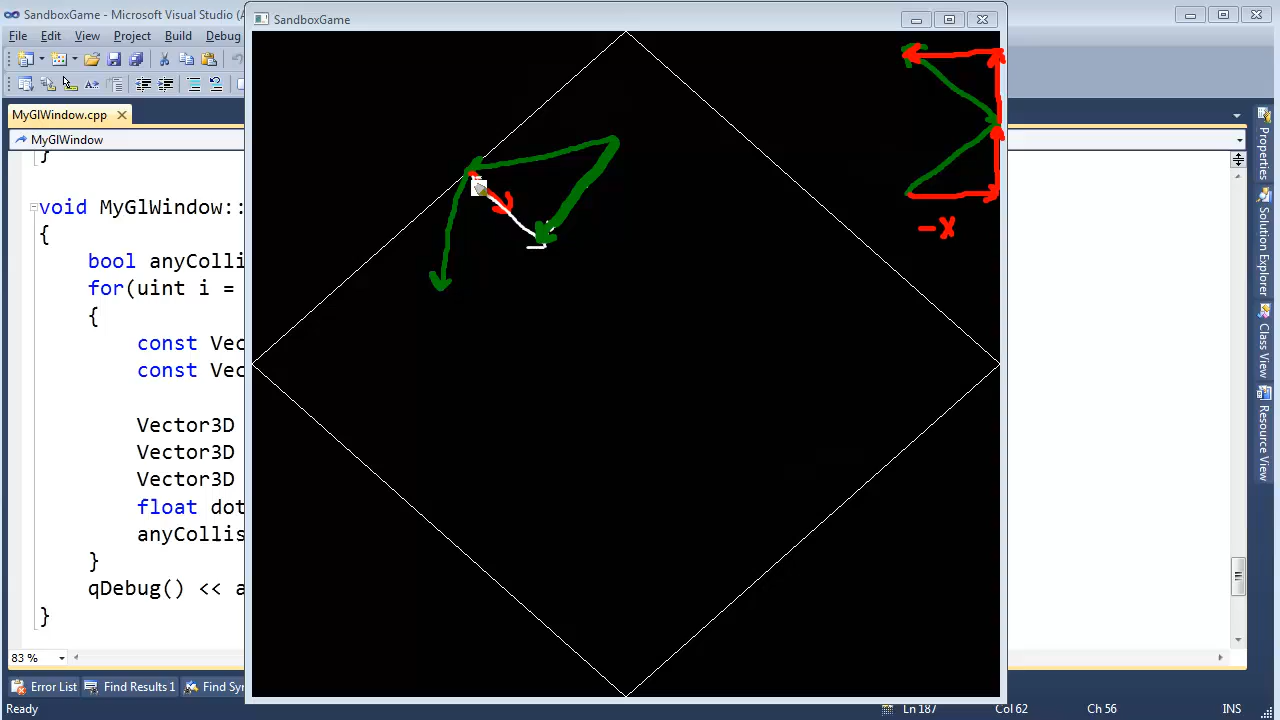 SandboxGame - Microsoft Visual Studio (A
SandboxGame
File Edit View Project Build Debug
MyGlWindow.cpp
MyGlWindow
}
void MyGlWindow::
{
bool anyColli
for(uint i =
{
const Vec
const Vec
Vector3D
Vector3D
Vector3D
float dot
anyCollis
}
qDebug() << a
}
-x
83 %
Error List Find Results 1 Find Sy
Ready Ln 187 Col 62 Ch 56 INS
Properties
Solution Explorer
Class View
Resource View